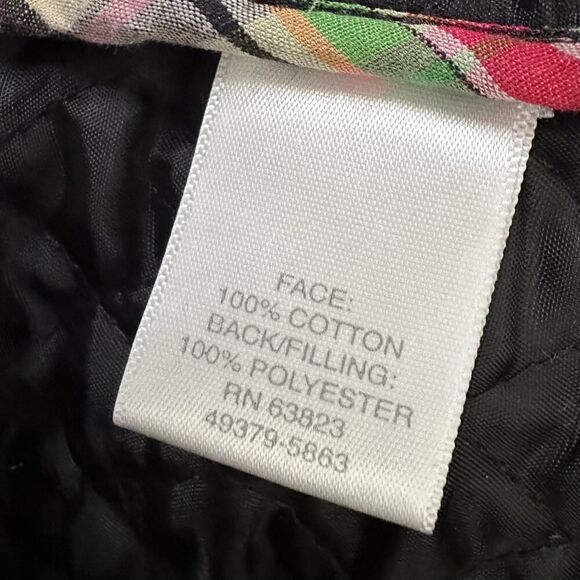 FACE:
100% COTTON
BACK/FILLING:
100% POLYESTER
RN 63823
49379-5863